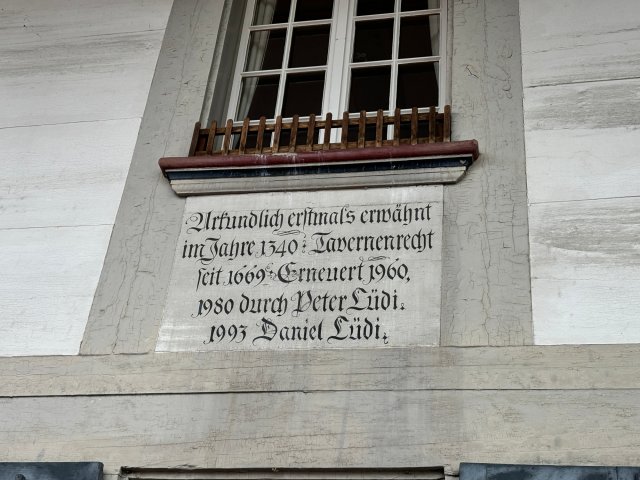 Urkundlich erstmals erwähnt
im Jahre 1340. Tavernenrecht
seit 1669. Erneuert 1960,
1980 durch Peter Lüdi.
1993 Daniel Lüdi.